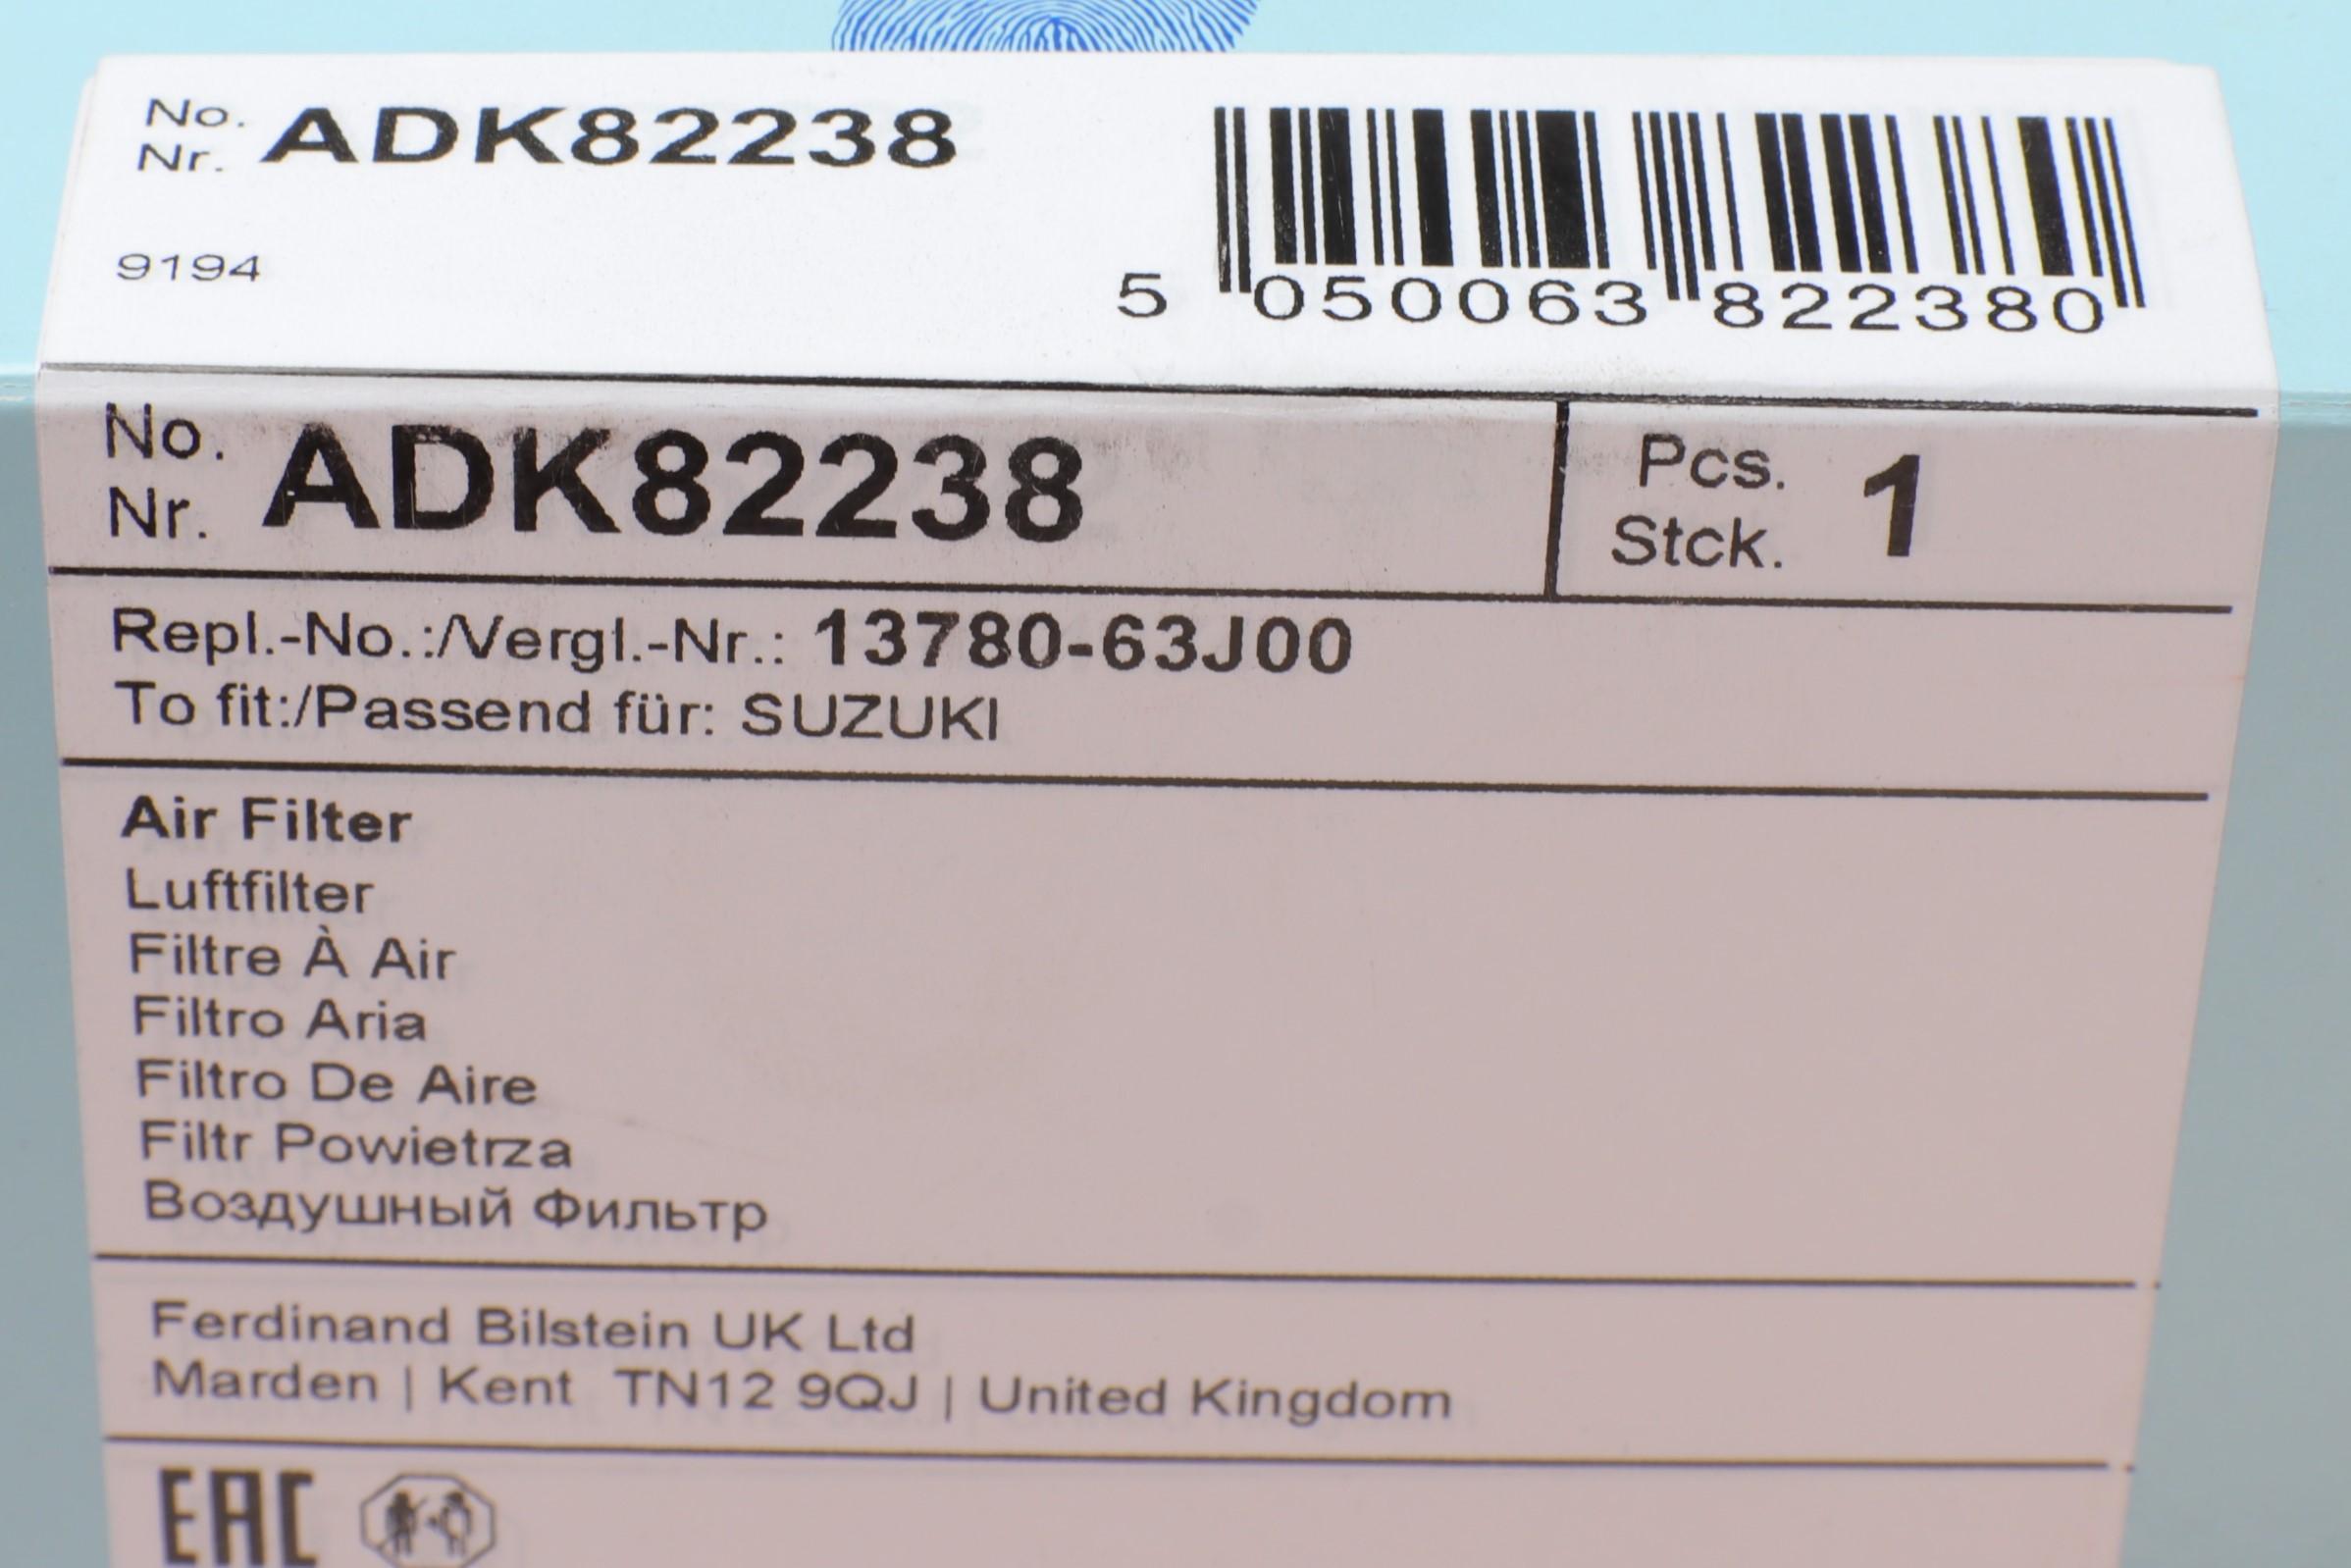 No.
Nr. ADK82238
9194
5 050063 822380
No.
Nr. ADK82238
Pcs.
Stck. 1
Repl.-No.:/Vergl.-Nr.: 13780-63J00
To fit:/Passend für: SUZUKI
Air Filter
Luftfilter
Filtre À Air
Filtro Aria
Filtro De Aire
Filtr Powietrza
Воздушный Фильтр
Ferdinand Bilstein UK Ltd
Marden | Kent TN12 9QJ | United Kingdom
EAC